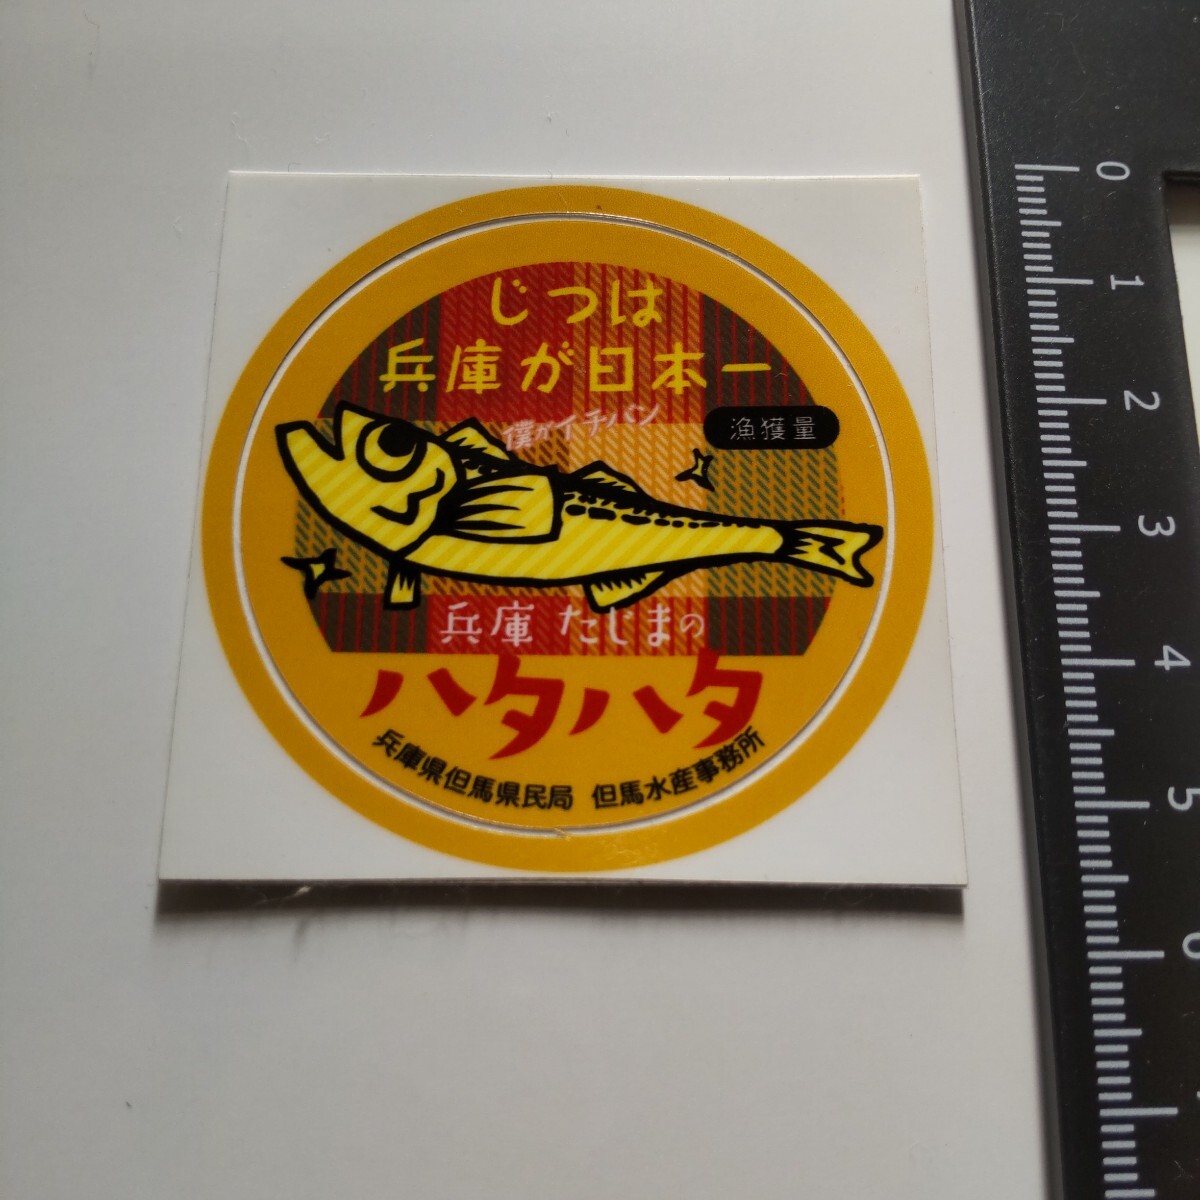 じつは
兵庫が日本一
僕がイチバン
漁獲量
兵庫 たじまの
ハタハタ
兵庫県但馬県民局 但馬水産事務所
0
1
2
3
4
5
6